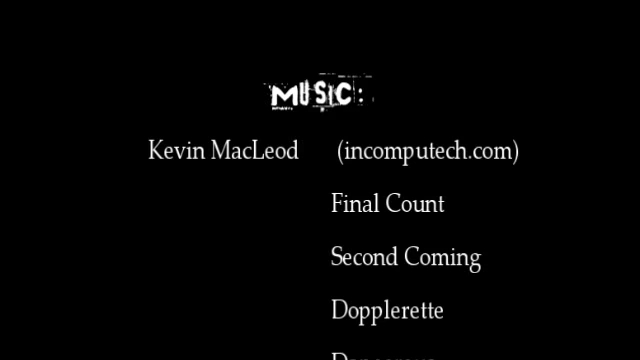 MUSIC:
Kevin MacLeod (incomputech.com)
Final Count
Second Coming
Dopplerette